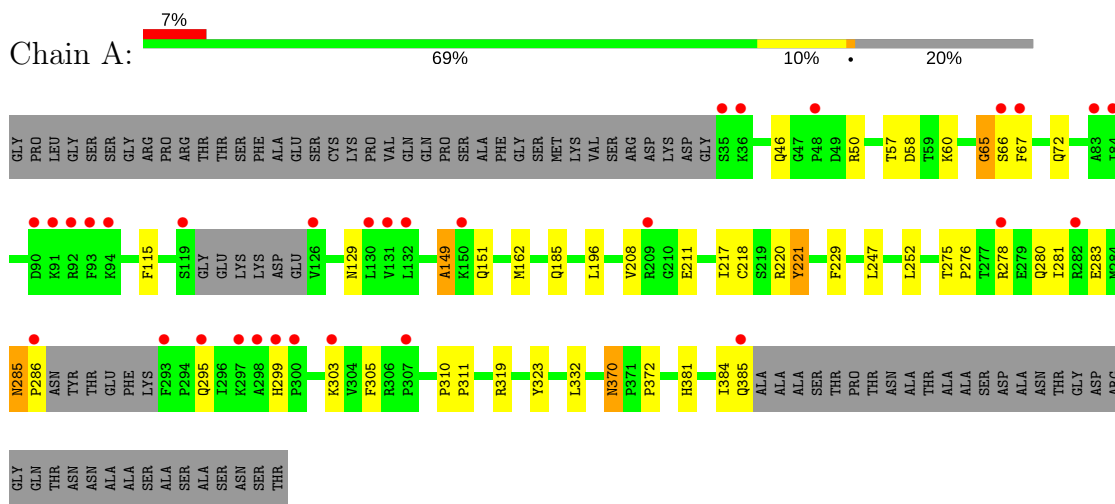 7%
Chain A:
69% 10% • 20%
GLY PRO LEU GLY SER SER GLY ARG PRO ARG THR THR SER PHE ALA GLU SER CYS LYS PRO VAL GLN GLN PRO SER ALA PHE GLY SER MET LYS VAL SER ARG ASP LYS ASP GLY S35 K36 Q46 G47 P48 D49 R50 T57 D58 T59 K60 G65 S66 F67 Q72 A83 I84
D90 K91 R92 F93 K94 F115 S119 GLY GLU LYS LYS ASP GLU V126 N129 L130 V131 L132 A149 K150 Q151 M162 Q185 L196 V208 R209 G210 E211 I217 C218 S219 R220 Y221 F229 L247 L252 T275 P276 T277 R278 E279 Q280 I281 R282 E283 M284
N285 P286 ASN TYR THR GLU PHE LYS F293 P294 Q295 I296 K297 A298 H299 P300 K303 V304 F305 R306 P307 P310 P311 R319 Y323 L332 N370 P371 P372 H381 I384 Q385 ALA ALA ALA SER THR PRO THR ASN ALA THR ALA ALA SER ASP ALA ASN THR GLY ASP ARG
GLY GLN THR ASN ASN ALA ALA SER ALA SER ALA SER ASN SER THR